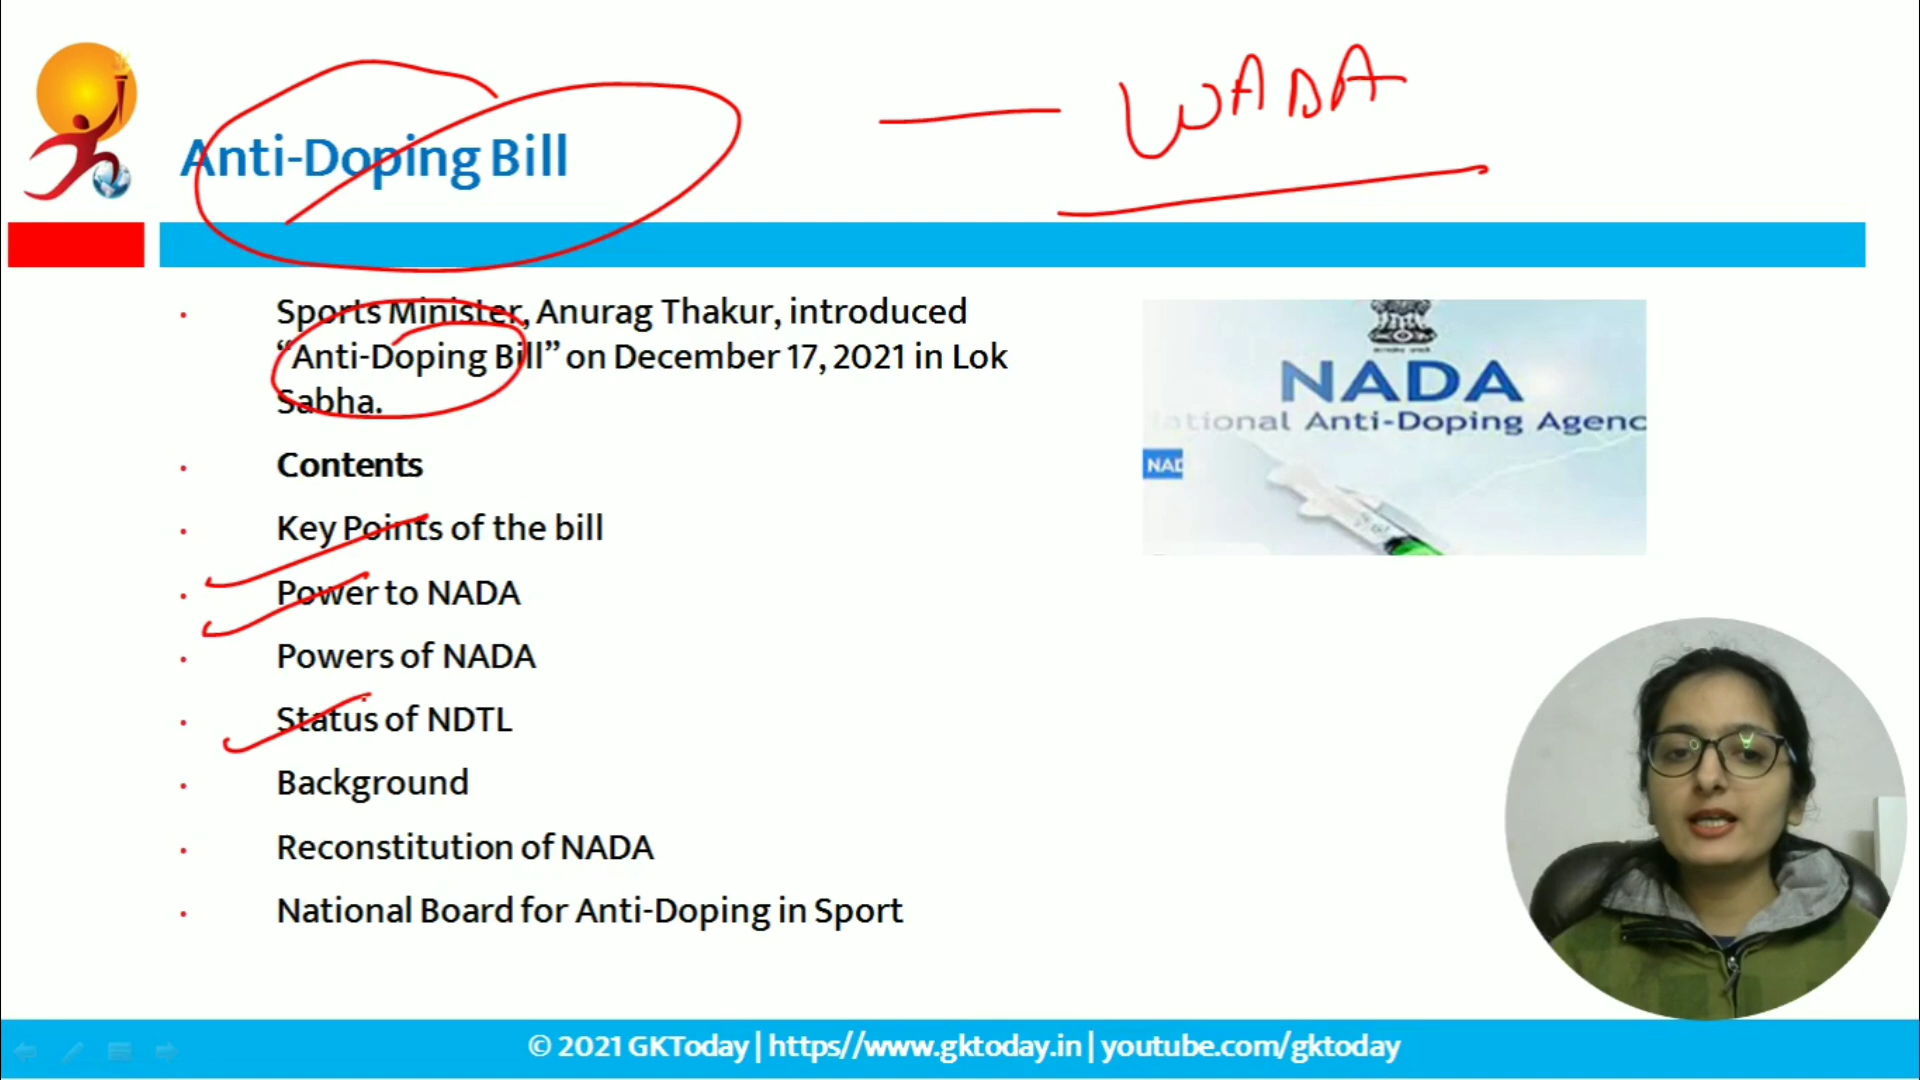 WADA
Anti-Doping Bill
Sports Minister, Anurag Thakur, introduced
“Anti-Doping Bill” on December 17, 2021 in Lok
Sabha.
Contents
Key Points of the bill
Power to NADA
Powers of NADA
Status of NDTL
Background
Reconstitution of NADA
National Board for Anti-Doping in Sport
NADA
ational Anti-Doping Agenc
NAD
© 2021 GKToday | https//www.gktoday.in | youtube.com/gktoday